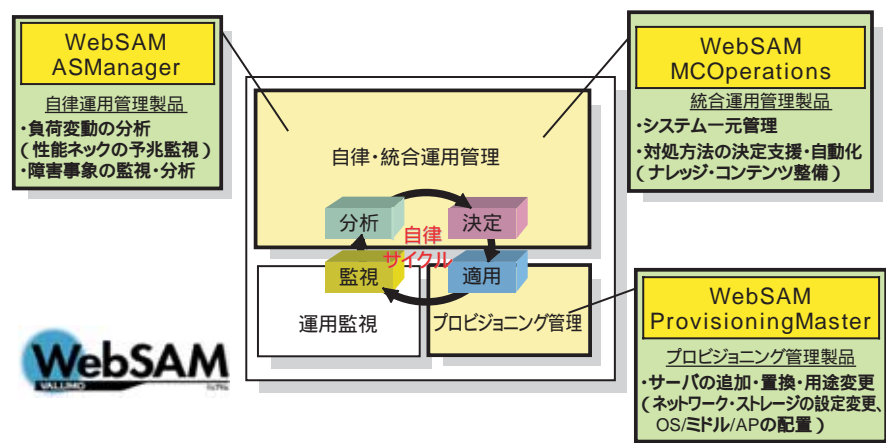 WebSAM
ASManager
自律運用管理製品
・負荷変動の分析
(性能ネックの予兆監視)
・障害事象の監視・分析
WebSAM
MCOperations
統合運用管理製品
・システム一元管理
・対処方法の決定支援・自動化
(ナレッジ・コンテンツ整備)
自律・統合運用管理
分析
決定
自律
サイクル
監視
適用
運用監視
プロビジョニング管理
WebSAM
ProvisioningMaster
プロビジョニング管理製品
・サーバの追加・置換・用途変更
(ネットワーク・ストレージの設定変更、
OS/ミドル/APの配置)
WebSAM
VALUMO